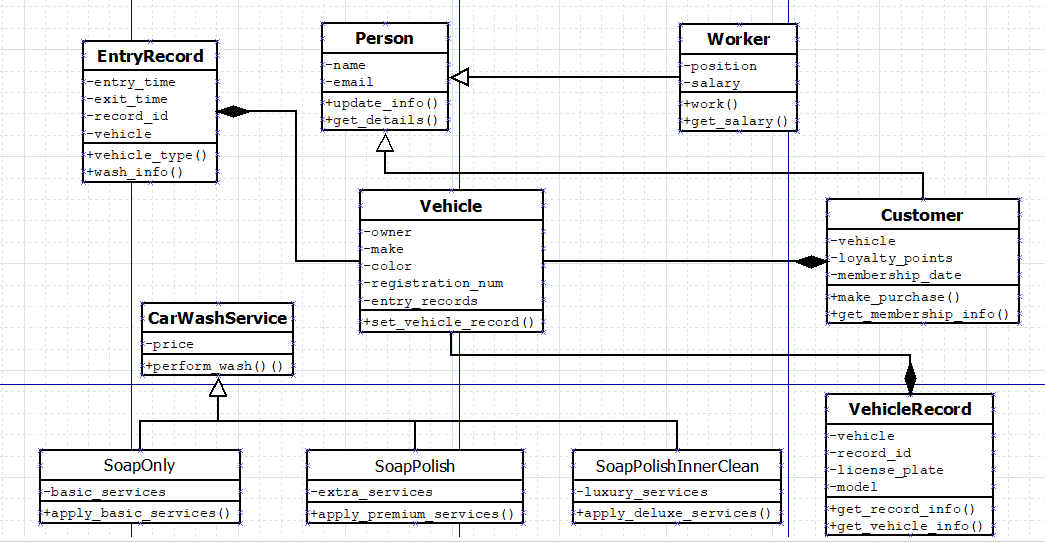 EntryRecord
-entry_time
-exit_time
-record_id
-vehicle
+vehicle_type()
+wash_info()
Person
-name
-email
+update_info()
+get_details()
Worker
-position
-salary
+work()
+get_salary()
Vehicle
-owner
-make
-color
-registration_num
-entry_records
+set_vehicle_record()
Customer
-vehicle
-loyalty_points
-membership_date
+make_purchase()
+get_membership_info()
CarWashService
-price
+perform_wash()()
SoapOnly
-basic_services
+apply_basic_services()
SoapPolish
-extra_services
+apply_premium_services()
SoapPolishInnerClean
-luxury_services
+apply_deluxe_services()
VehicleRecord
-vehicle
-record_id
-license_plate
-model
+get_record_info()
+get_vehicle_info()